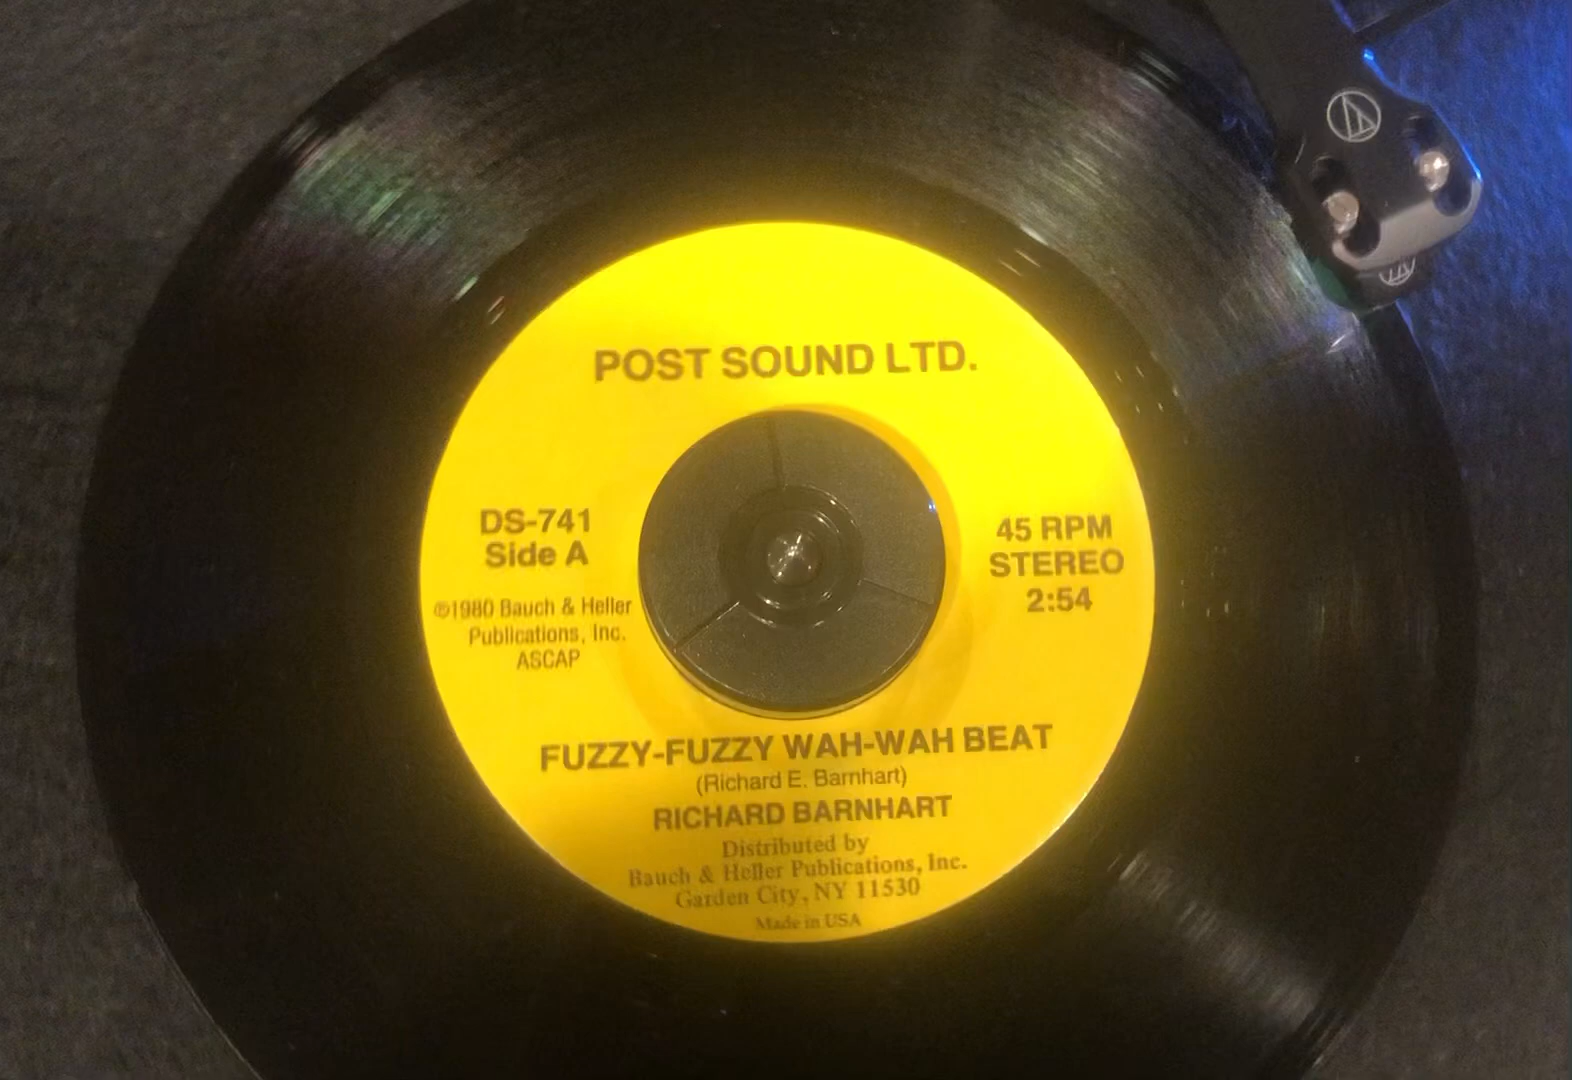 POST SOUND LTD.
DS-741
Side A
℗1980 Bauch & Heller
Publications, Inc.
ASCAP
45 RPM
STEREO
2:54
FUZZY-FUZZY WAH-WAH BEAT
(Richard E. Barnhart)
RICHARD BARNHART
Distributed by
Bauch & Heller Publications, Inc.
Garden City, NY 11530
Made in USA